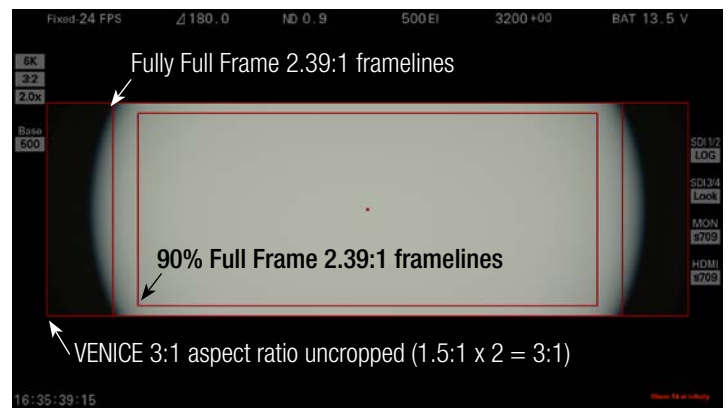 Fixed-24 FPS ⊿180.0 ND 0.9 500EI 3200+00 BAT 13.5 V
6K
3:2
2.0x
Base
500
Fully Full Frame 2.39:1 framelines
SDI1/2
LOG
SDI3/4
Look
MON
s709
HDMI
s709
90% Full Frame 2.39:1 framelines
VENICE 3:1 aspect ratio uncropped (1.5:1 x 2 = 3:1)
16:35:39:15
T4 at infinity